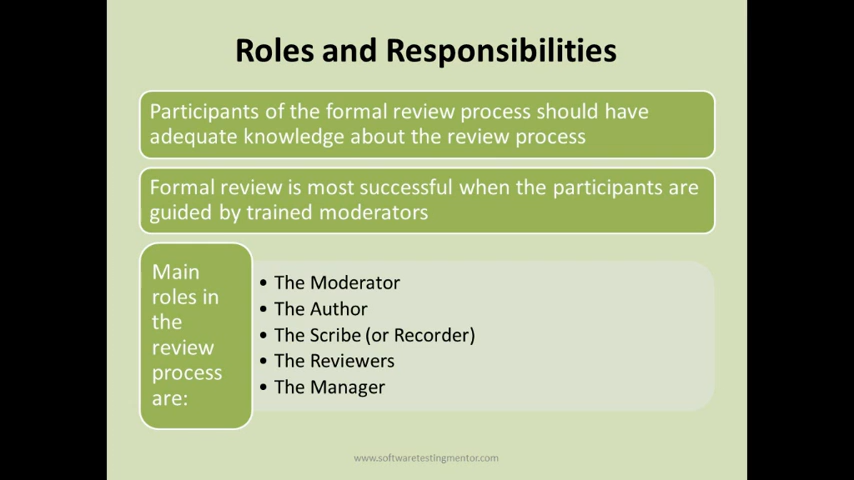 Roles and Responsibilities
Participants of the formal review process should have
adequate knowledge about the review process
Formal review is most successful when the participants are
guided by trained moderators
Main
roles in
the
review
process
are:
• The Moderator
• The Author
• The Scribe (or Recorder)
• The Reviewers
• The Manager
www.softwaretestingmentor.com